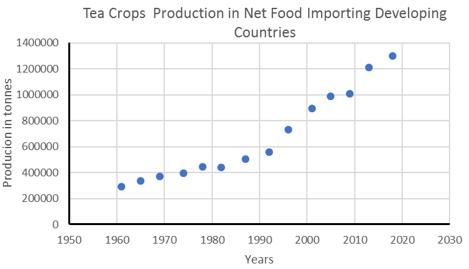 Tea Crops  Production in Net Food Importing Developing
Countries
1400000
1200000
1000000
800000
600000
400000
200000
0
Producion in tonnes
1950 1960 1970 1980 1990 2000 2010 2020 2030
Years